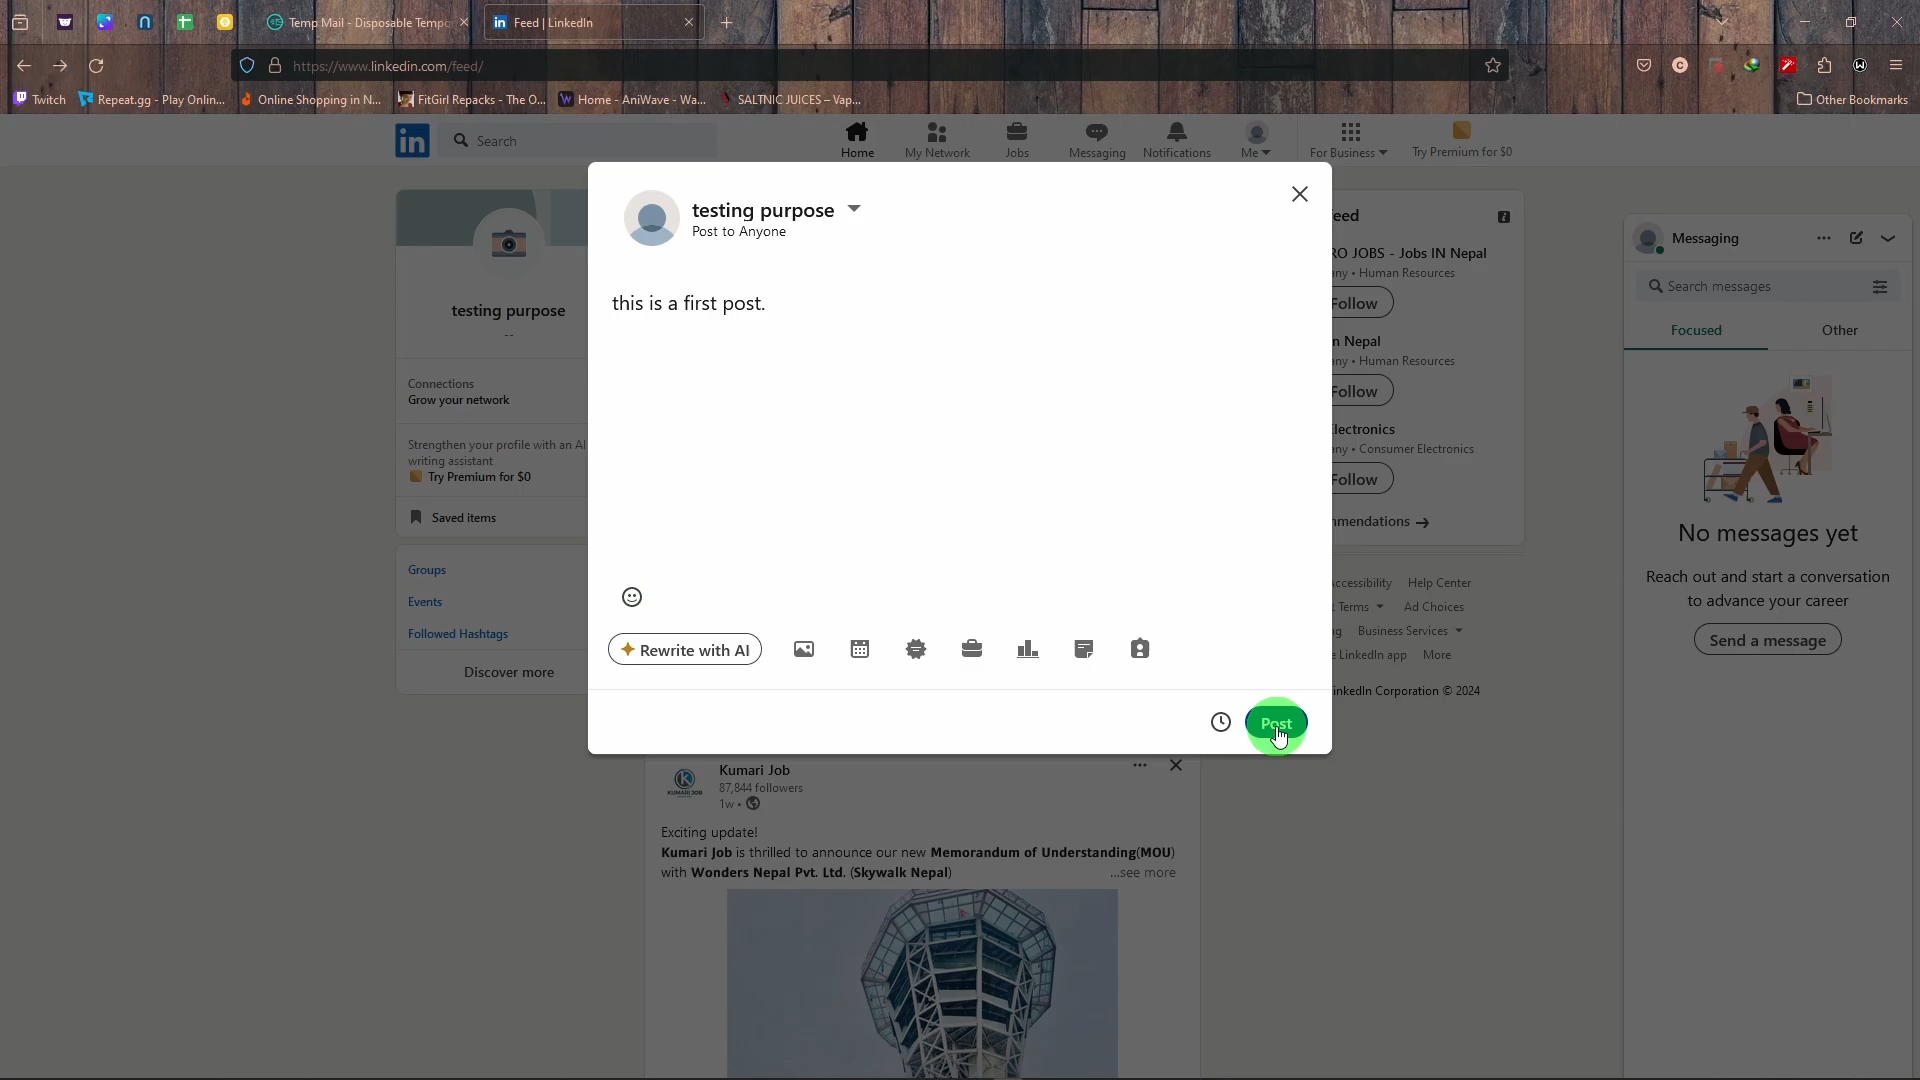 Temp Mail - Disposable Tempo
Feed | LinkedIn
https://www.linkedin.com/feed/
Twitch
Repeat.gg - Play Onlin...
Online Shopping in N...
FitGirl Repacks - The O...
Home - AniWave - Wa...
SALTNIC JUICES – Vap...
Other Bookmarks
in
Search
Home
My Network
Jobs
Messaging
Notifications
Me
For Business
Try Premium for $0
testing purpose
Post to Anyone
this is a first post.
Rewrite with AI
Post
testing purpose
--
Connections
Grow your network
Strengthen your profile with an AI
writing assistant
Try Premium for $0
Saved items
Groups
Events
Followed Hashtags
Discover more
eed
RO JOBS - Jobs IN Nepal
any • Human Resources
Follow
n Nepal
any • Human Resources
Follow
lectronics
any • Consumer Electronics
Follow
mmendations
ccessibility
Help Center
Terms
Ad Choices
ng
Business Services
e LinkedIn app
More
inkedIn Corporation © 2024
Messaging
Search messages
Focused
Other
No messages yet
Reach out and start a conversation
to advance your career
Send a message
Kumari Job
87,844 followers
1w •
Exciting update!
Kumari Job is thrilled to announce our new Memorandum of Understanding(MOU)
with Wonders Nepal Pvt. Ltd. (Skywalk Nepal)
...see more
KUMARI JOB